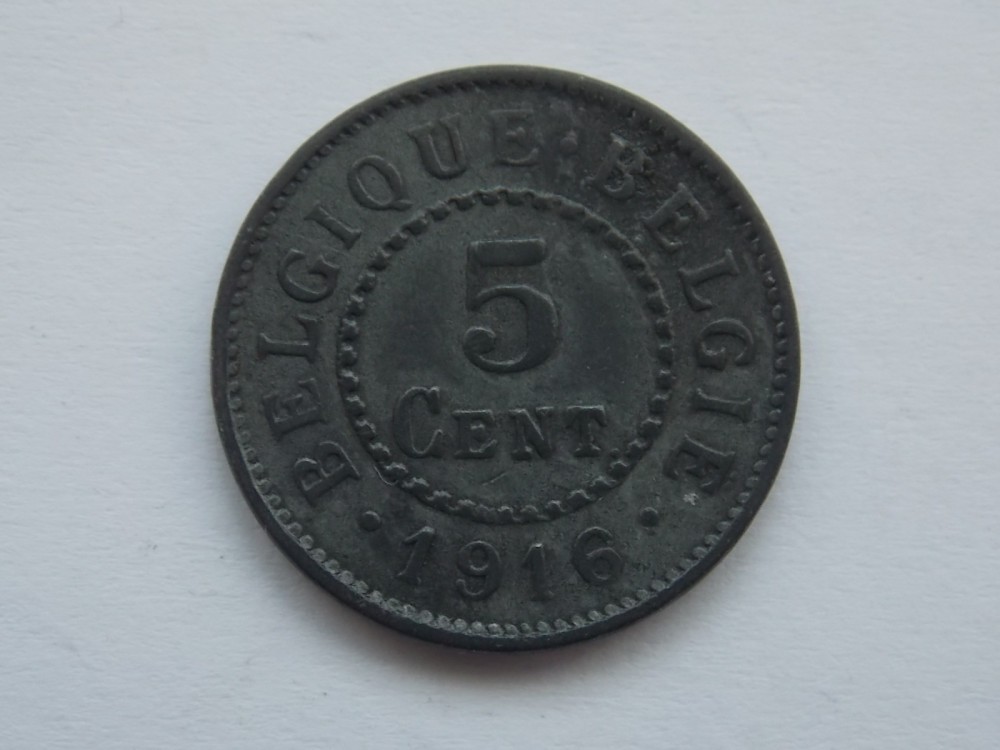 BELGIQUE : BELGIE
5
CENT
• 1916 •